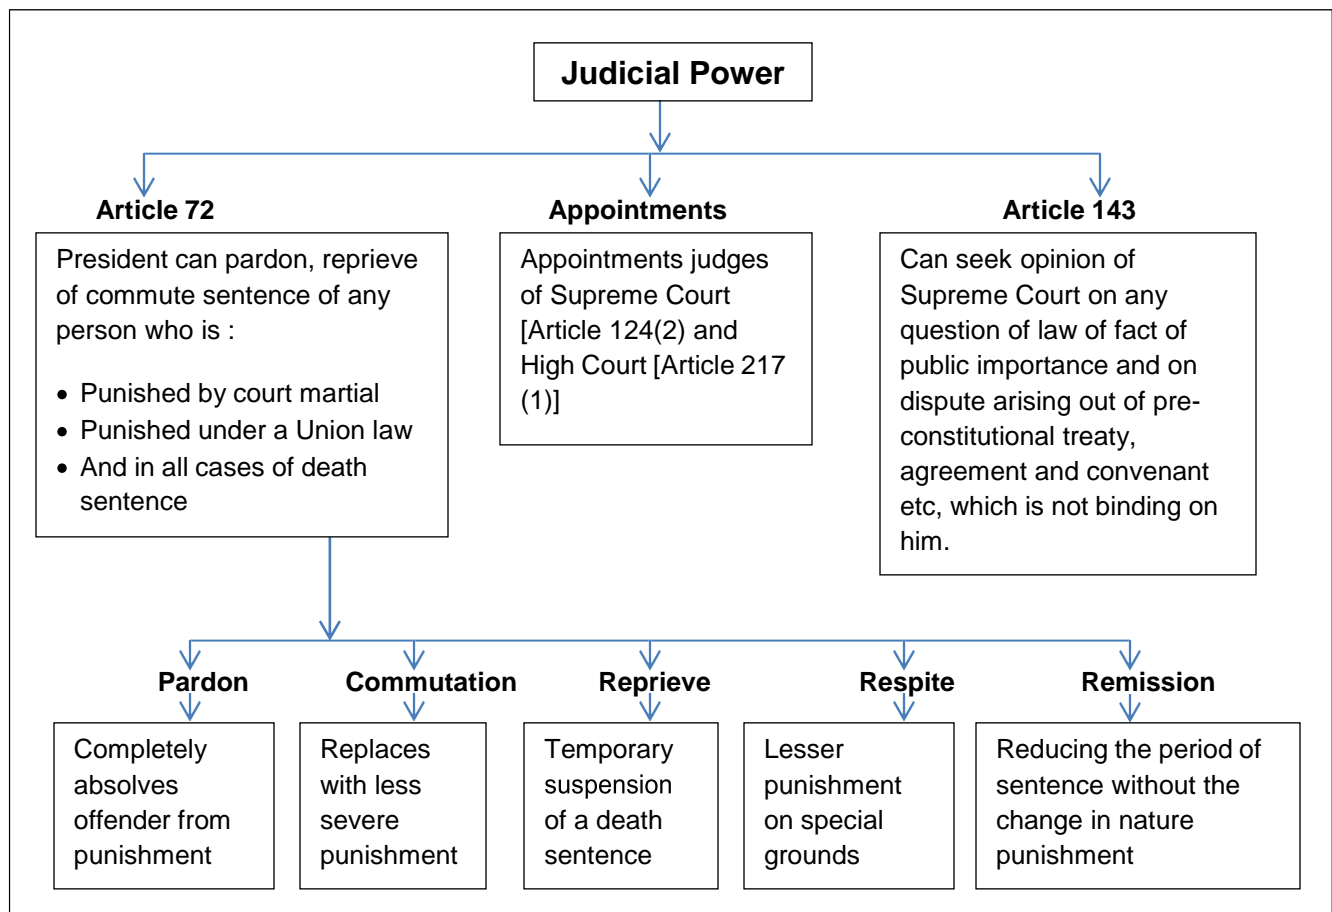 Judicial Power
Article 72
President can pardon, reprieve
of commute sentence of any
person who is :
• Punished by court martial
• Punished under a Union law
• And in all cases of death
sentence
Appointments
Appointments judges
of Supreme Court
[Article 124(2) and
High Court [Article 217
(1)]
Article 143
Can seek opinion of
Supreme Court on any
question of law of fact of
public importance and on
dispute arising out of pre-
constitutional treaty,
agreement and convenant
etc, which is not binding on
him.
Pardon
Completely
absolves
offender from
punishment
Commutation
Replaces
with less
severe
punishment
Reprieve
Temporary
suspension
of a death
sentence
Respite
Lesser
punishment
on special
grounds
Remission
Reducing the period of
sentence without the
change in nature
punishment